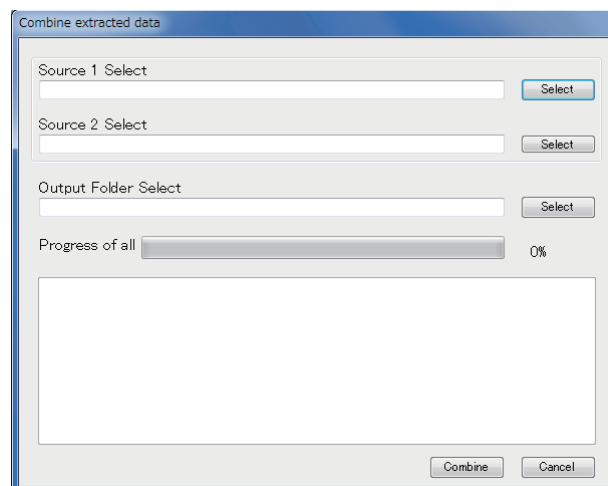 Combine extracted data
Source 1 Select
Select
Source 2 Select
Select
Output Folder Select
Select
Progress of all
0%
Combine
Cancel